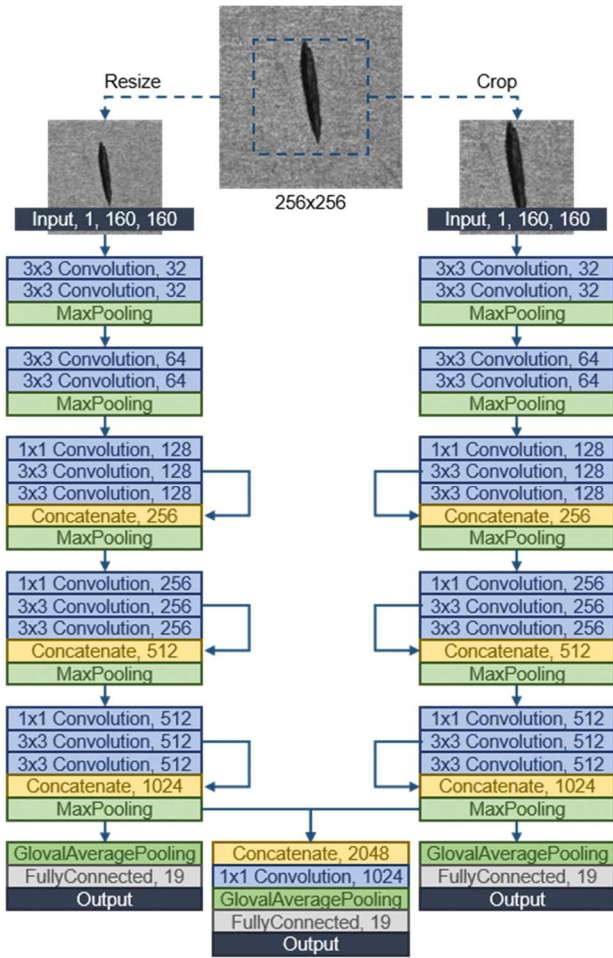 Resize
Crop
256x256
Input, 1, 160, 160
3x3 Convolution, 32
3x3 Convolution, 32
MaxPooling
3x3 Convolution, 64
3x3 Convolution, 64
MaxPooling
1x1 Convolution, 128
3x3 Convolution, 128
3x3 Convolution, 128
Concatenate, 256
MaxPooling
1x1 Convolution, 256
3x3 Convolution, 256
3x3 Convolution, 256
Concatenate, 512
MaxPooling
1x1 Convolution, 512
3x3 Convolution, 512
3x3 Convolution, 512
Concatenate, 1024
MaxPooling
GlovalAveragePooling
FullyConnected, 19
Output
Concatenate, 2048
1x1 Convolution, 1024
GlovalAveragePooling
FullyConnected, 19
Output
Input, 1, 160, 160
3x3 Convolution, 32
3x3 Convolution, 32
MaxPooling
3x3 Convolution, 64
3x3 Convolution, 64
MaxPooling
1x1 Convolution, 128
3x3 Convolution, 128
3x3 Convolution, 128
Concatenate, 256
MaxPooling
1x1 Convolution, 256
3x3 Convolution, 256
3x3 Convolution, 256
Concatenate, 512
MaxPooling
1x1 Convolution, 512
3x3 Convolution, 512
3x3 Convolution, 512
Concatenate, 1024
MaxPooling
GlovalAveragePooling
FullyConnected, 19
Output